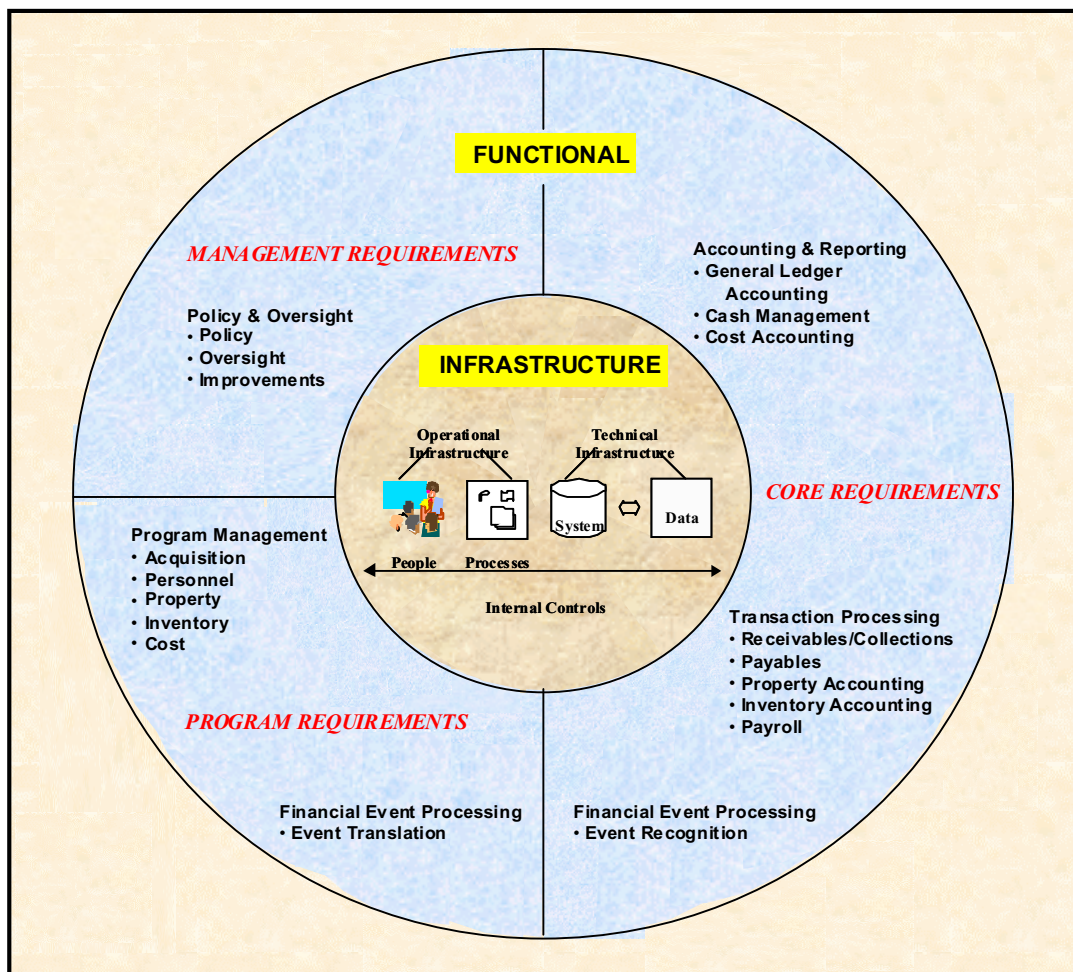 FUNCTIONAL
MANAGEMENT REQUIREMENTS
Policy & Oversight
• Policy
• Oversight
• Improvements
Accounting & Reporting
• General Ledger
Accounting
• Cash Management
• Cost Accounting
INFRASTRUCTURE
Operational
Infrastructure
Technical
Infrastructure
System
Data
People
Processes
Internal Controls
CORE REQUIREMENTS
Program Management
• Acquisition
• Personnel
• Property
• Inventory
• Cost
Transaction Processing
• Receivables/Collections
• Payables
• Property Accounting
• Inventory Accounting
• Payroll
PROGRAM REQUIREMENTS
Financial Event Processing
• Event Translation
Financial Event Processing
• Event Recognition